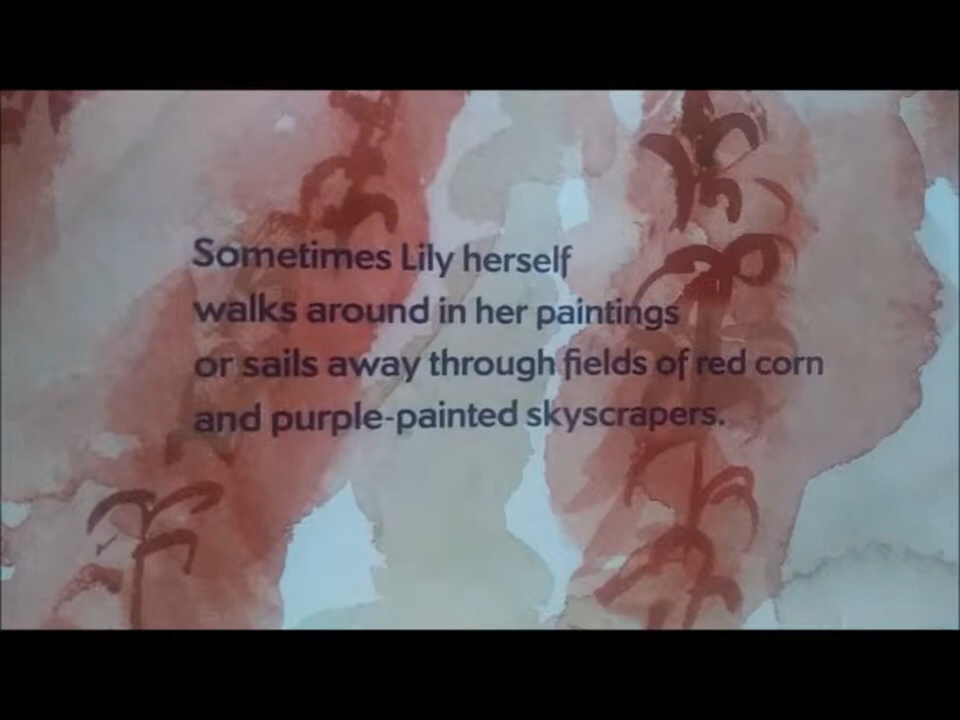 Sometimes Lily herself
walks around in her paintings
or sails away through fields of red corn
and purple-painted skyscrapers.